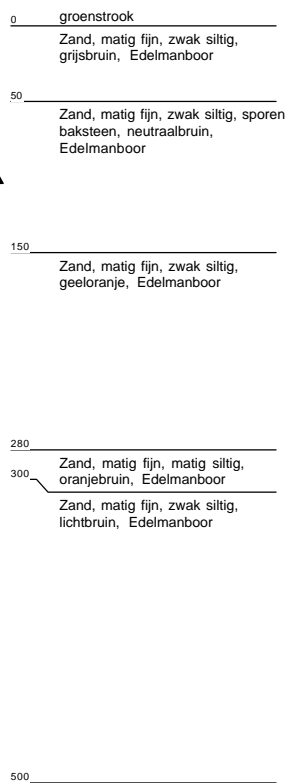 0 groenstrook
Zand, matig fijn, zwak siltig,
grijsbruin, Edelmanboor
50
Zand, matig fijn, zwak siltig, sporen
baksteen, neutraalbruin,
Edelmanboor
150
Zand, matig fijn, zwak siltig,
geeloranje, Edelmanboor
280
Zand, matig fijn, matig siltig,
300 oranjebruin, Edelmanboor
Zand, matig fijn, zwak siltig,
lichtbruin, Edelmanboor
500